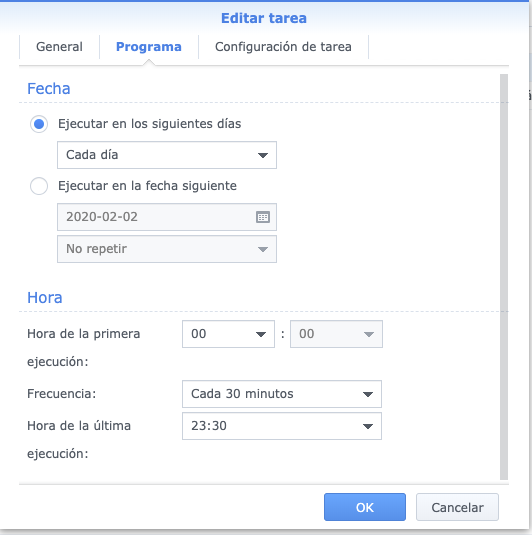 Editar tarea
General
Programa
Configuración de tarea
Fecha
Ejecutar en los siguientes días
Cada día
Ejecutar en la fecha siguiente
2020-02-02
No repetir
Hora
Hora de la primera
ejecución:
00 : 00
Frecuencia:
Cada 30 minutos
Hora de la última
ejecución:
23:30
OK
Cancelar